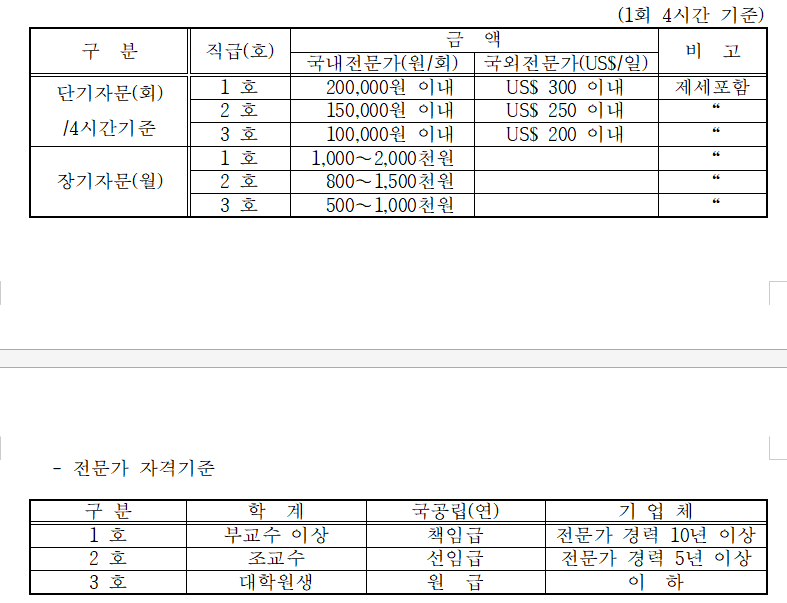 (1회 4시간 기준)
구 분 직급(호) 금 액 비 고
국내전문가(원/회) 국외전문가(US$/일)
단기자문(회) 1 호 200,000원 이내 US$ 300 이내 제세포함
/4시간기준 2 호 150,000원 이내 US$ 250 이내 “
3 호 100,000원 이내 US$ 200 이내 “
장기자문(월) 1 호 1,000～2,000천원 “
2 호 800～1,500천원 “
3 호 500～1,000천원 “
- 전문가 자격기준
구 분 학 계 국공립(연) 기 업 체
1 호 부교수 이상 책임급 전문가 경력 10년 이상
2 호 조교수 선임급 전문가 경력 5년 이상
3 호 대학원생 원 급 이 하